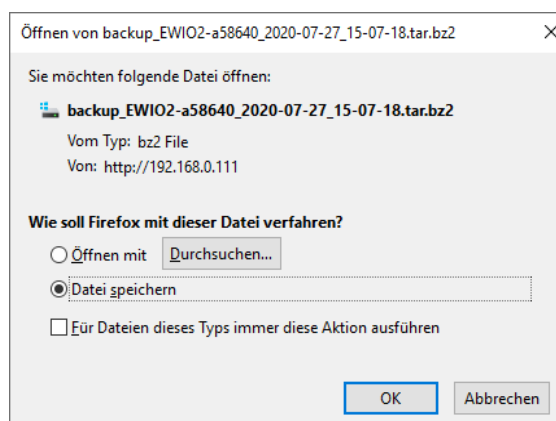 Öffnen von backup_EWIO2-a58640_2020-07-27_15-07-18.tar.bz2
Sie möchten folgende Datei öffnen:
backup_EWIO2-a58640_2020-07-27_15-07-18.tar.bz2
Vom Typ: bz2 File
Von: http://192.168.0.111
Wie soll Firefox mit dieser Datei verfahren?
Öffnen mit Durchsuchen...
Datei speichern
Für Dateien dieses Typs immer diese Aktion ausführen
OK Abbrechen